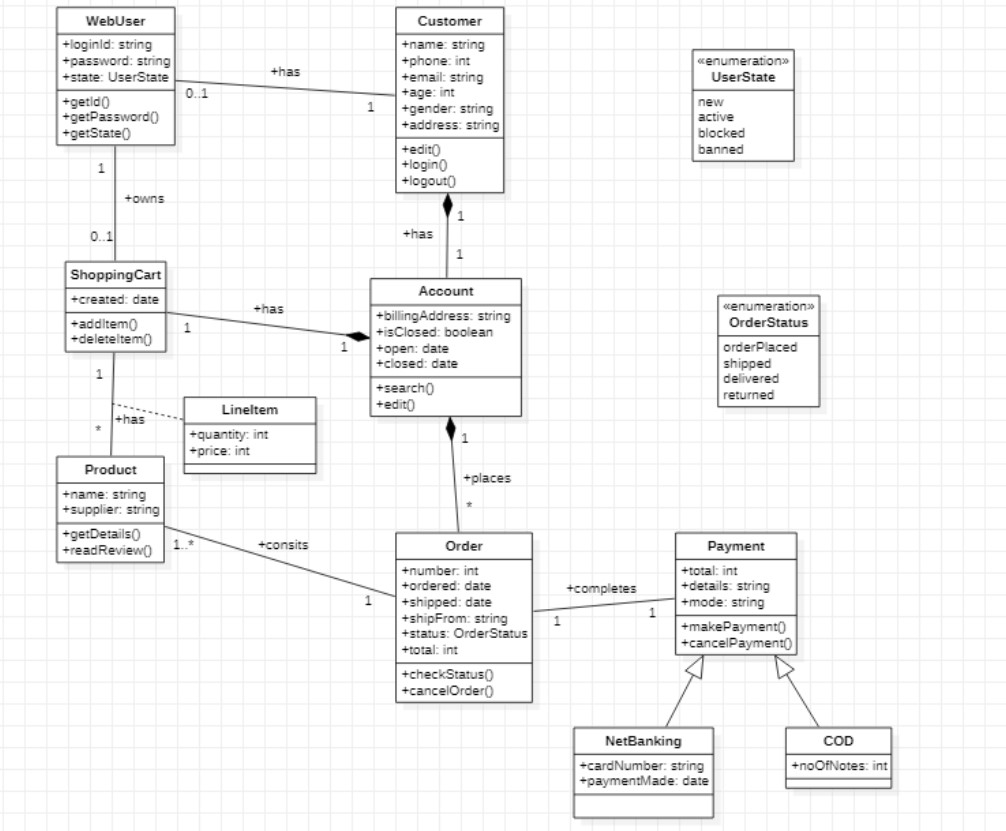 WebUser
+loginId: string
+password: string
+state: UserState
+getId()
+getPassword()
+getState()
+has
0..1
1
Customer
+name: string
+phone: int
+email: string
+age: int
+gender: string
+address: string
+edit()
+login()
+logout()
«enumeration»
UserState
new
active
blocked
banned
1
+owns
0..1
1
+has
1
ShoppingCart
+created: date
+addItem()
+deleteItem()
+has
1
1
Account
+billingAddress: string
+isClosed: boolean
+open: date
+closed: date
+search()
+edit()
«enumeration»
OrderStatus
orderPlaced
shipped
delivered
returned
1
+has
*
LineItem
+quantity: int
+price: int
1
+places
*
Product
+name: string
+supplier: string
+getDetails()
+readReview()
1..*
+consits
1
Order
+number: int
+ordered: date
+shipped: date
+shipFrom: string
+status: OrderStatus
+total: int
+checkStatus()
+cancelOrder()
+completes
1
1
Payment
+total: int
+details: string
+mode: string
+makePayment()
+cancelPayment()
NetBanking
+cardNumber: string
+paymentMade: date
COD
+noOfNotes: int